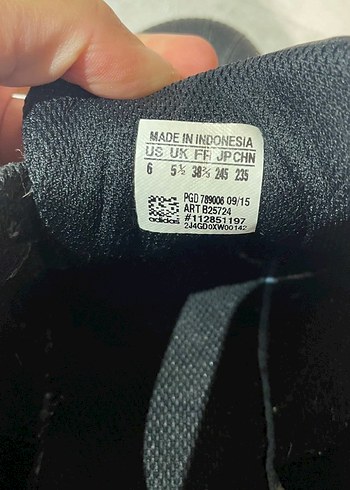 MADE IN INDONESIA
US UK FR JP CHN
6 5½ 38⅔ 245 235
PGD 789006 09/15
ART B25724
#112851197
2J4GD0XW00142
adidas